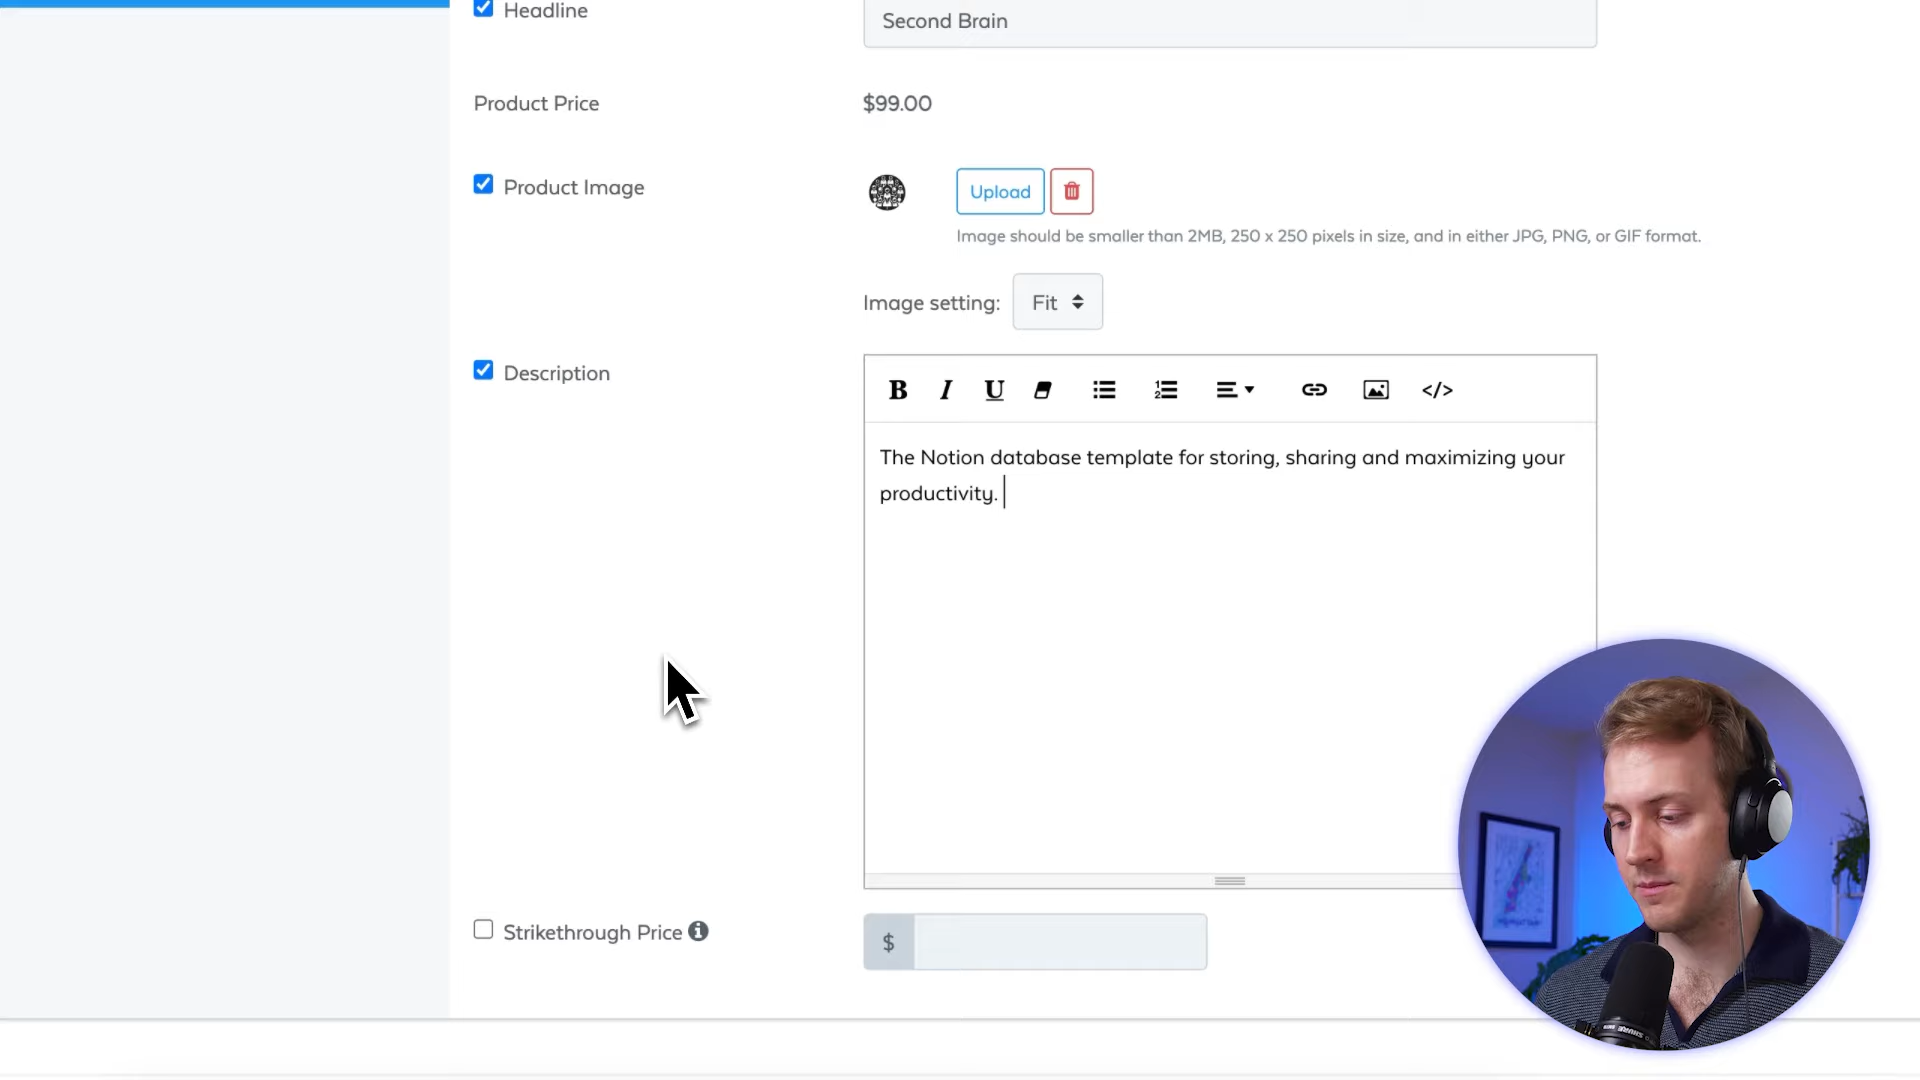 Headline
Second Brain
Product Price
$99.00
Product Image
Upload
Image should be smaller than 2MB, 250 x 250 pixels in size, and in either JPG, PNG, or GIF format.
Image setting: Fit
Description
B I U </>
The Notion database template for storing, sharing and maximizing your
productivity.
Strikethrough Price
$
SHURE